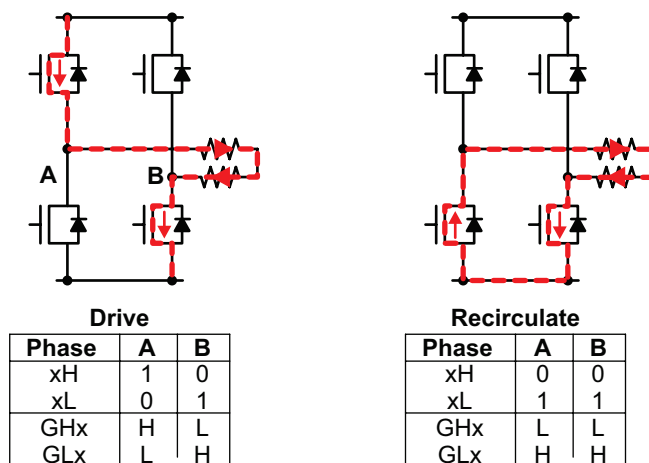 A B
Drive
Phase A B
xH 1 0
xL 0 1
GHx H L
GLx L H
Recirculate
Phase A B
xH 0 0
xL 1 1
GHx L L
GLx H H